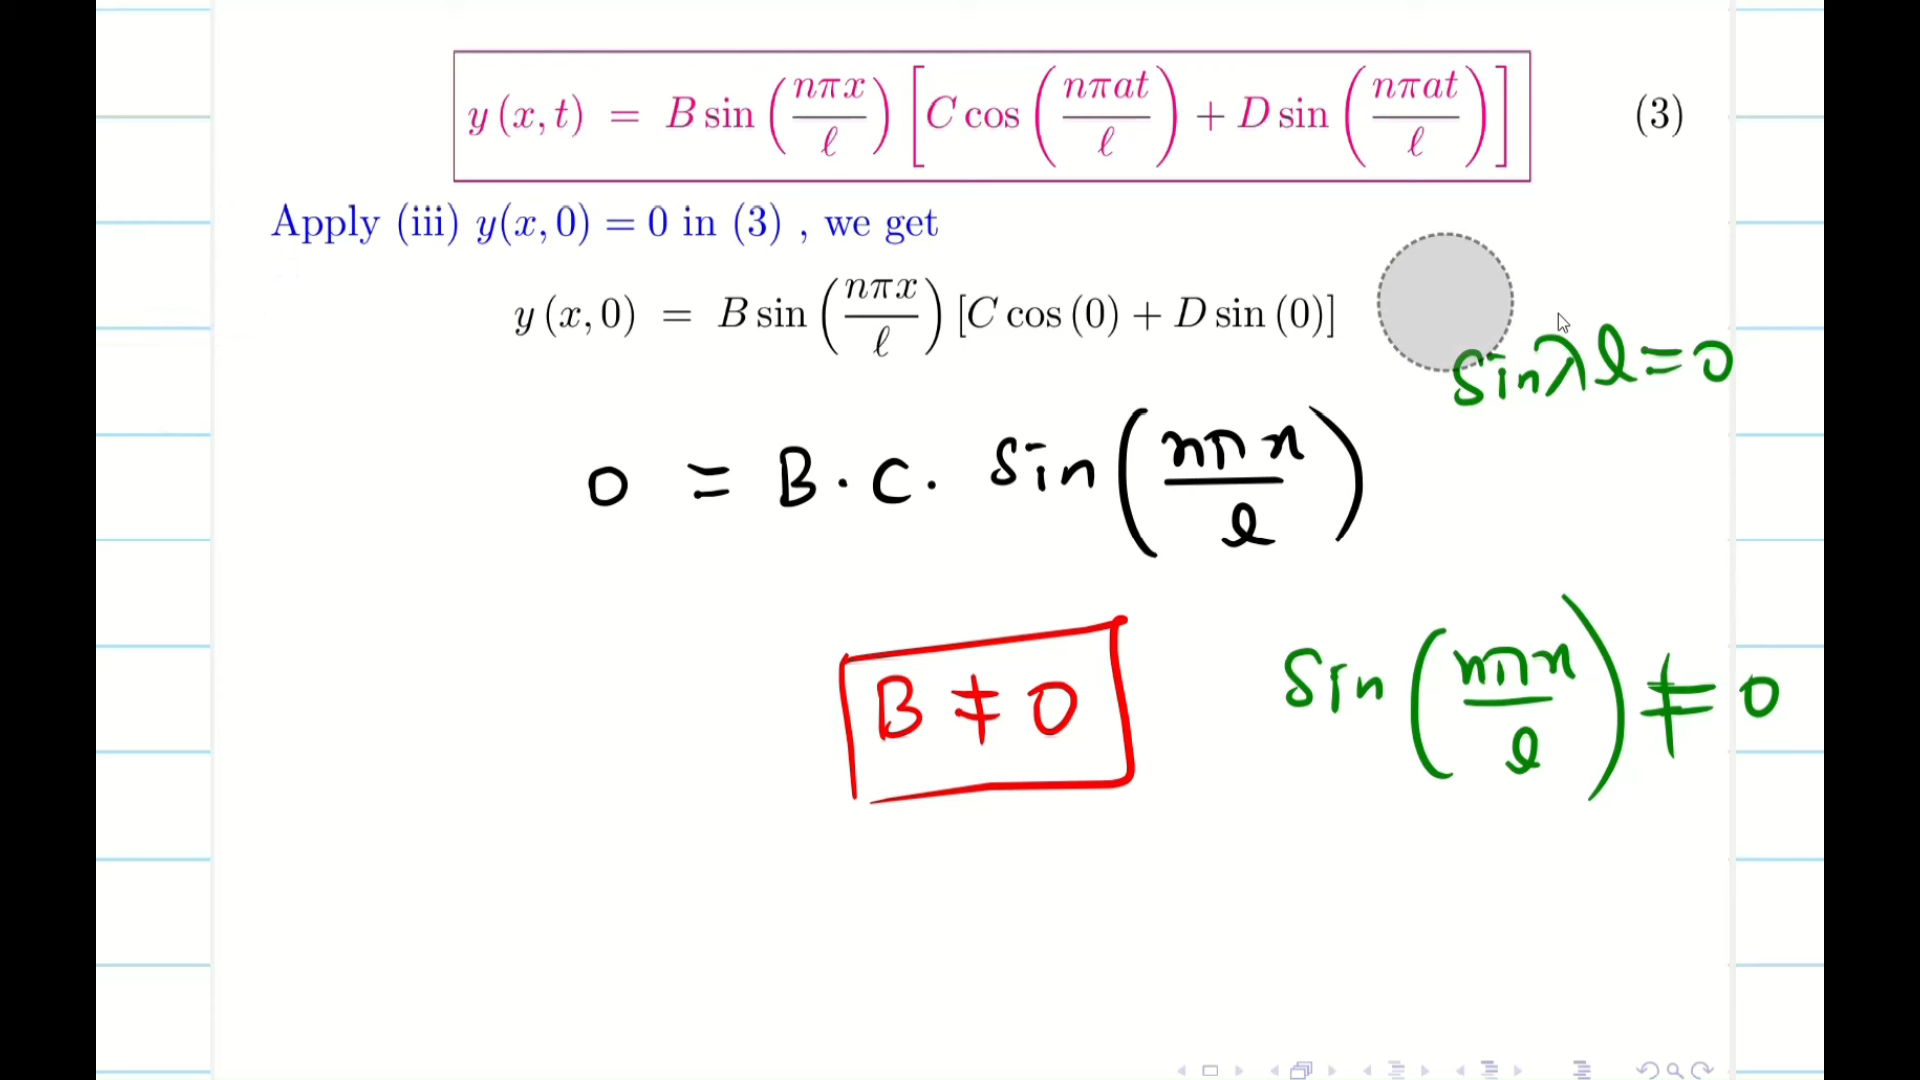 y(x,t) = B sin(nπx/ℓ) [C cos(nπat/ℓ) + D sin(nπat/ℓ)] (3)
Apply (iii) y(x,0) = 0 in (3) , we get
y(x,0) = B sin(nπx/ℓ) [C cos(0) + D sin(0)]
sinλl=0
0 = B . C . sin(nπx/l)
B ≠ 0
sin(nπx/l) ≠ 0